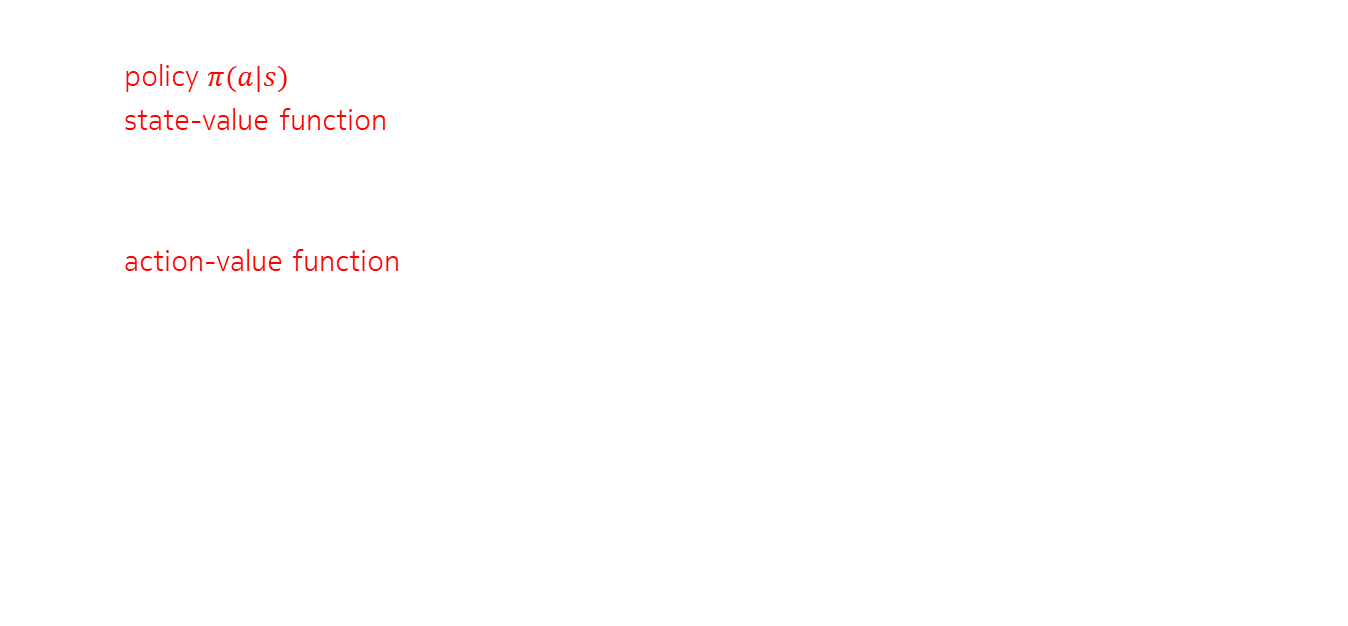 policy π(a|s)
state-value function
action-value function